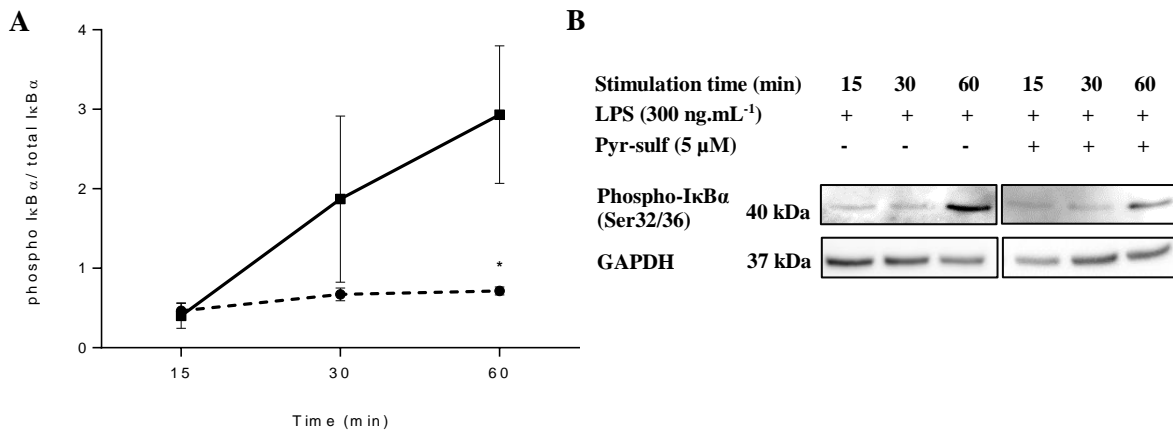 A
phospho IκBα/ total IκBα
4
3
2
1
0
*
15
30
60
Time (min)
B
Stimulation time (min) 15 30 60 15 30 60
LPS (300 ng.mL-1) + + + + + +
Pyr-sulf (5 µM) - - - + + +
Phospho-IκBα
(Ser32/36)
40 kDa
GAPDH 37 kDa